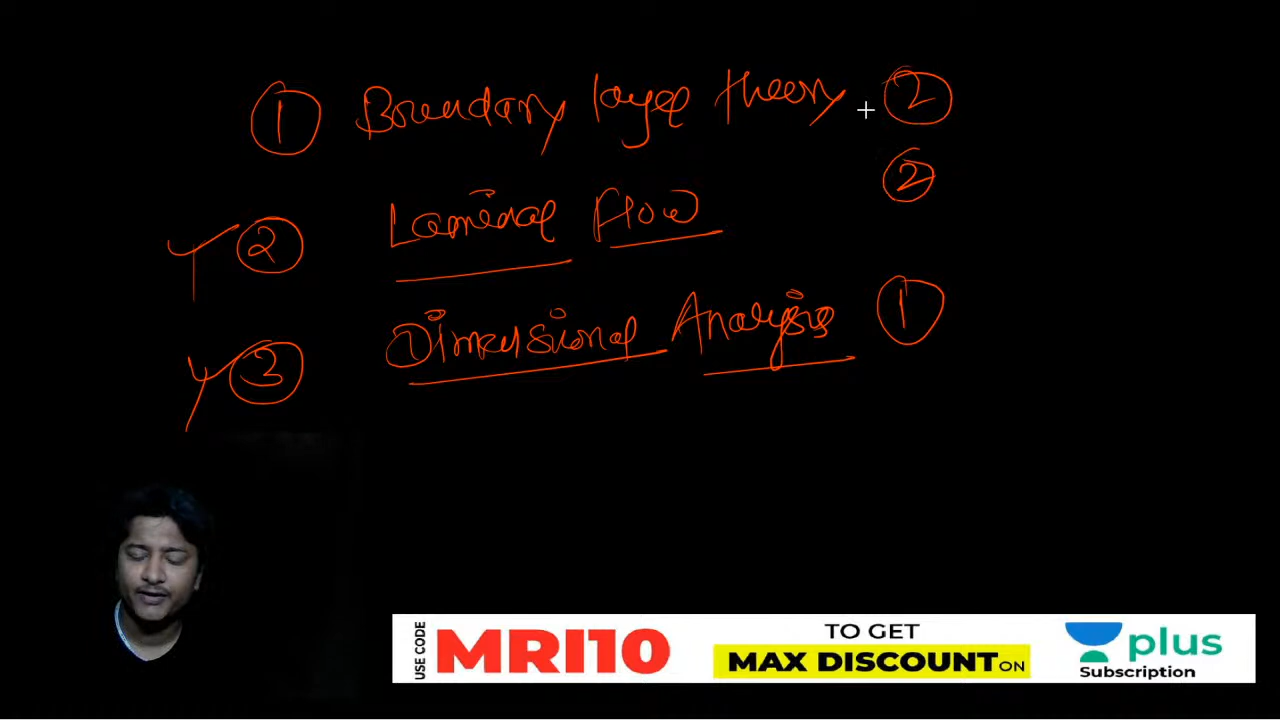 ① Boundary layer theory ②
②
② Laminar flow
③ Dimensional Analysis ①
USE CODE MRI10 TO GET MAX DISCOUNT ON plus Subscription